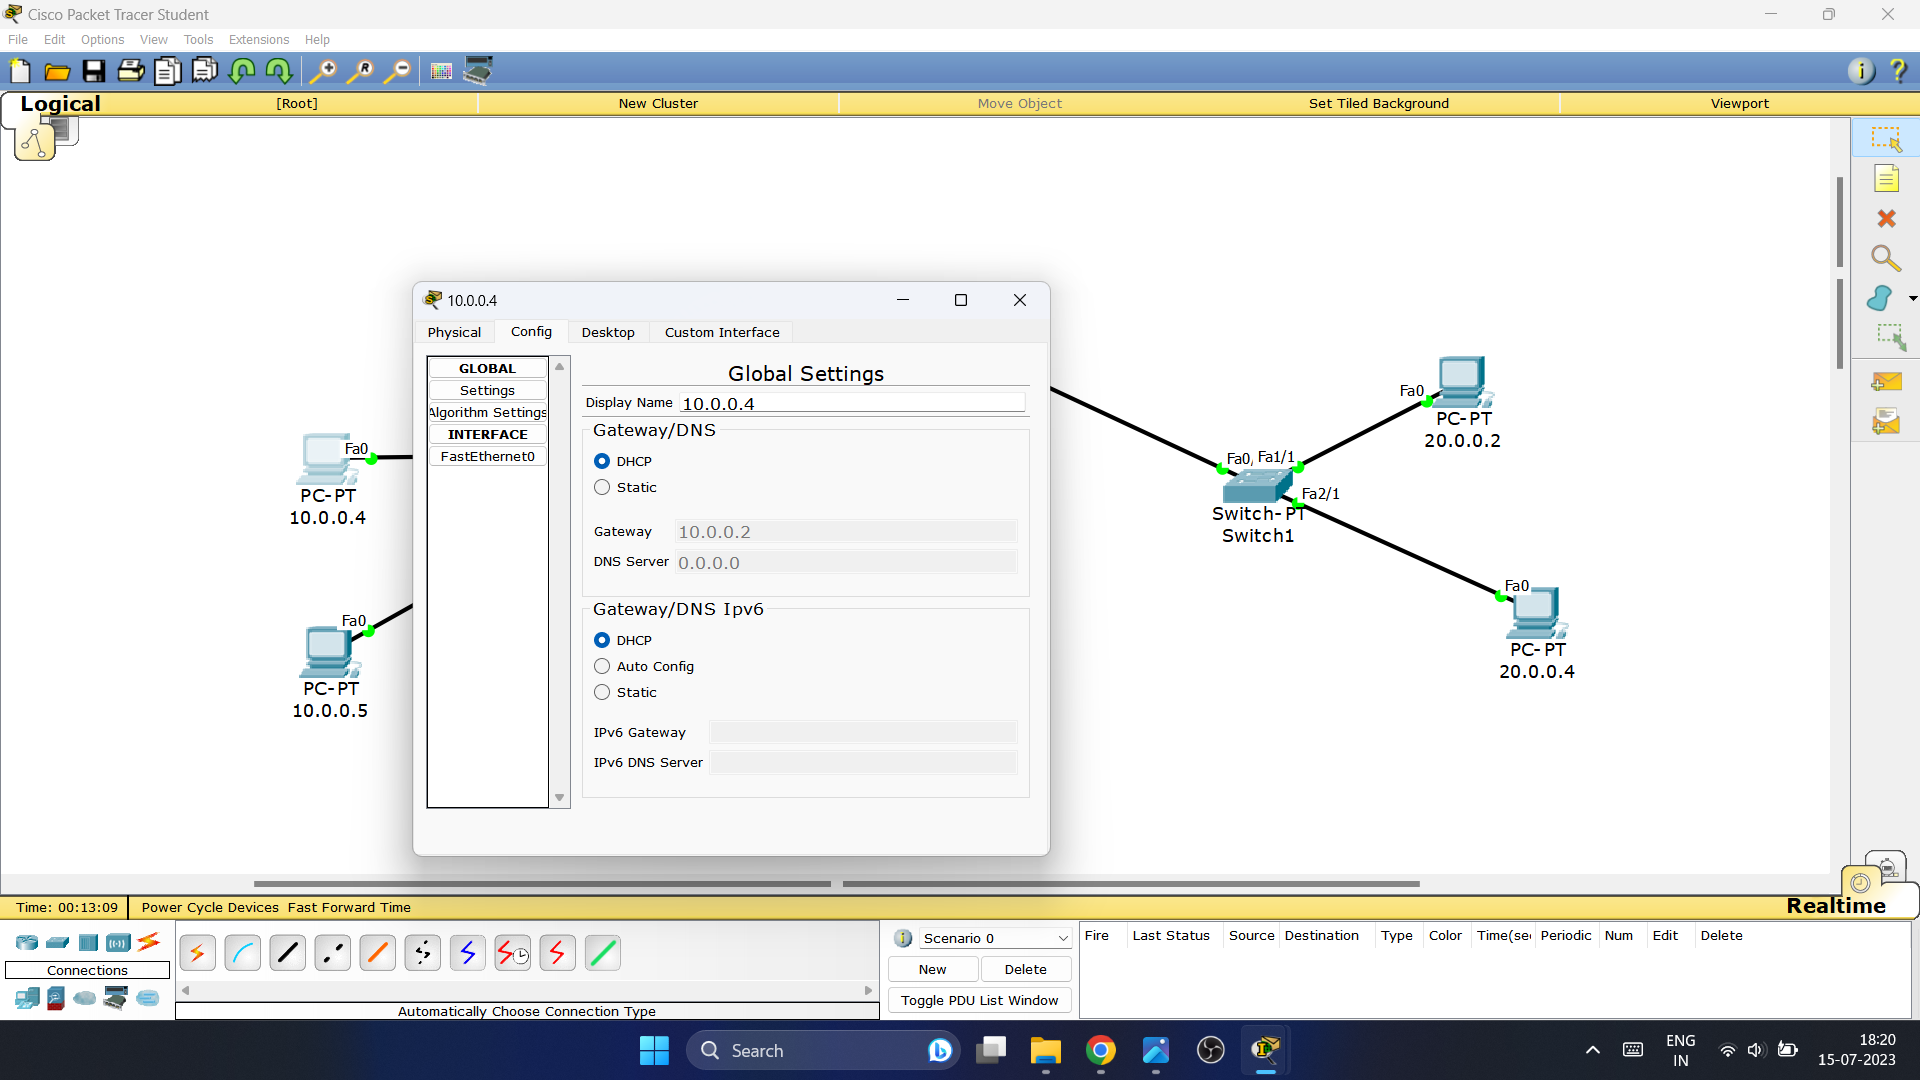 Cisco Packet Tracer Student
File Edit Options View Tools Extensions Help
Logical [Root] New Cluster Move Object Set Tiled Background Viewport
10.0.0.4
Physical Config Desktop Custom Interface
GLOBAL
Settings
Algorithm Settings
INTERFACE
FastEthernet0
Global Settings
Display Name 10.0.0.4
Gateway/DNS
DHCP
Static
Gateway 10.0.0.2
DNS Server 0.0.0.0
Gateway/DNS Ipv6
DHCP
Auto Config
Static
IPv6 Gateway
IPv6 DNS Server
Fa0
PC-PT
10.0.0.4
Fa0
PC-PT
10.0.0.5
Fa0
PC-PT
20.0.0.2
Fa0, Fa1/1
Fa2/1
Switch-PT
Switch1
Fa0
PC-PT
20.0.0.4
Time: 00:13:09 Power Cycle Devices Fast Forward Time
Realtime
Connections
Automatically Choose Connection Type
Scenario 0
New Delete
Toggle PDU List Window
Fire Last Status Source Destination Type Color Time(sec Periodic Num Edit Delete
Search
ENG
IN
18:20
15-07-2023